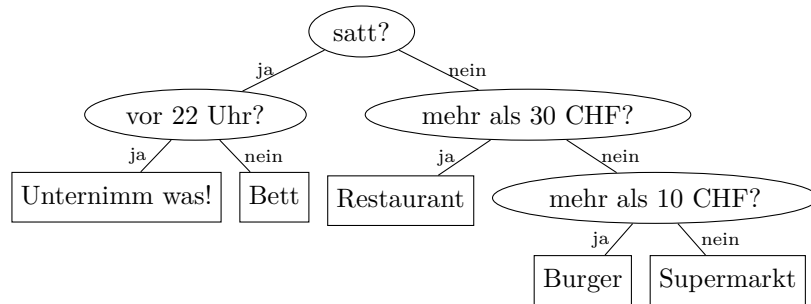 satt?
ja nein
vor 22 Uhr? mehr als 30 CHF?
ja nein ja nein
Unternimm was! Bett Restaurant mehr als 10 CHF?
ja nein
Burger Supermarkt